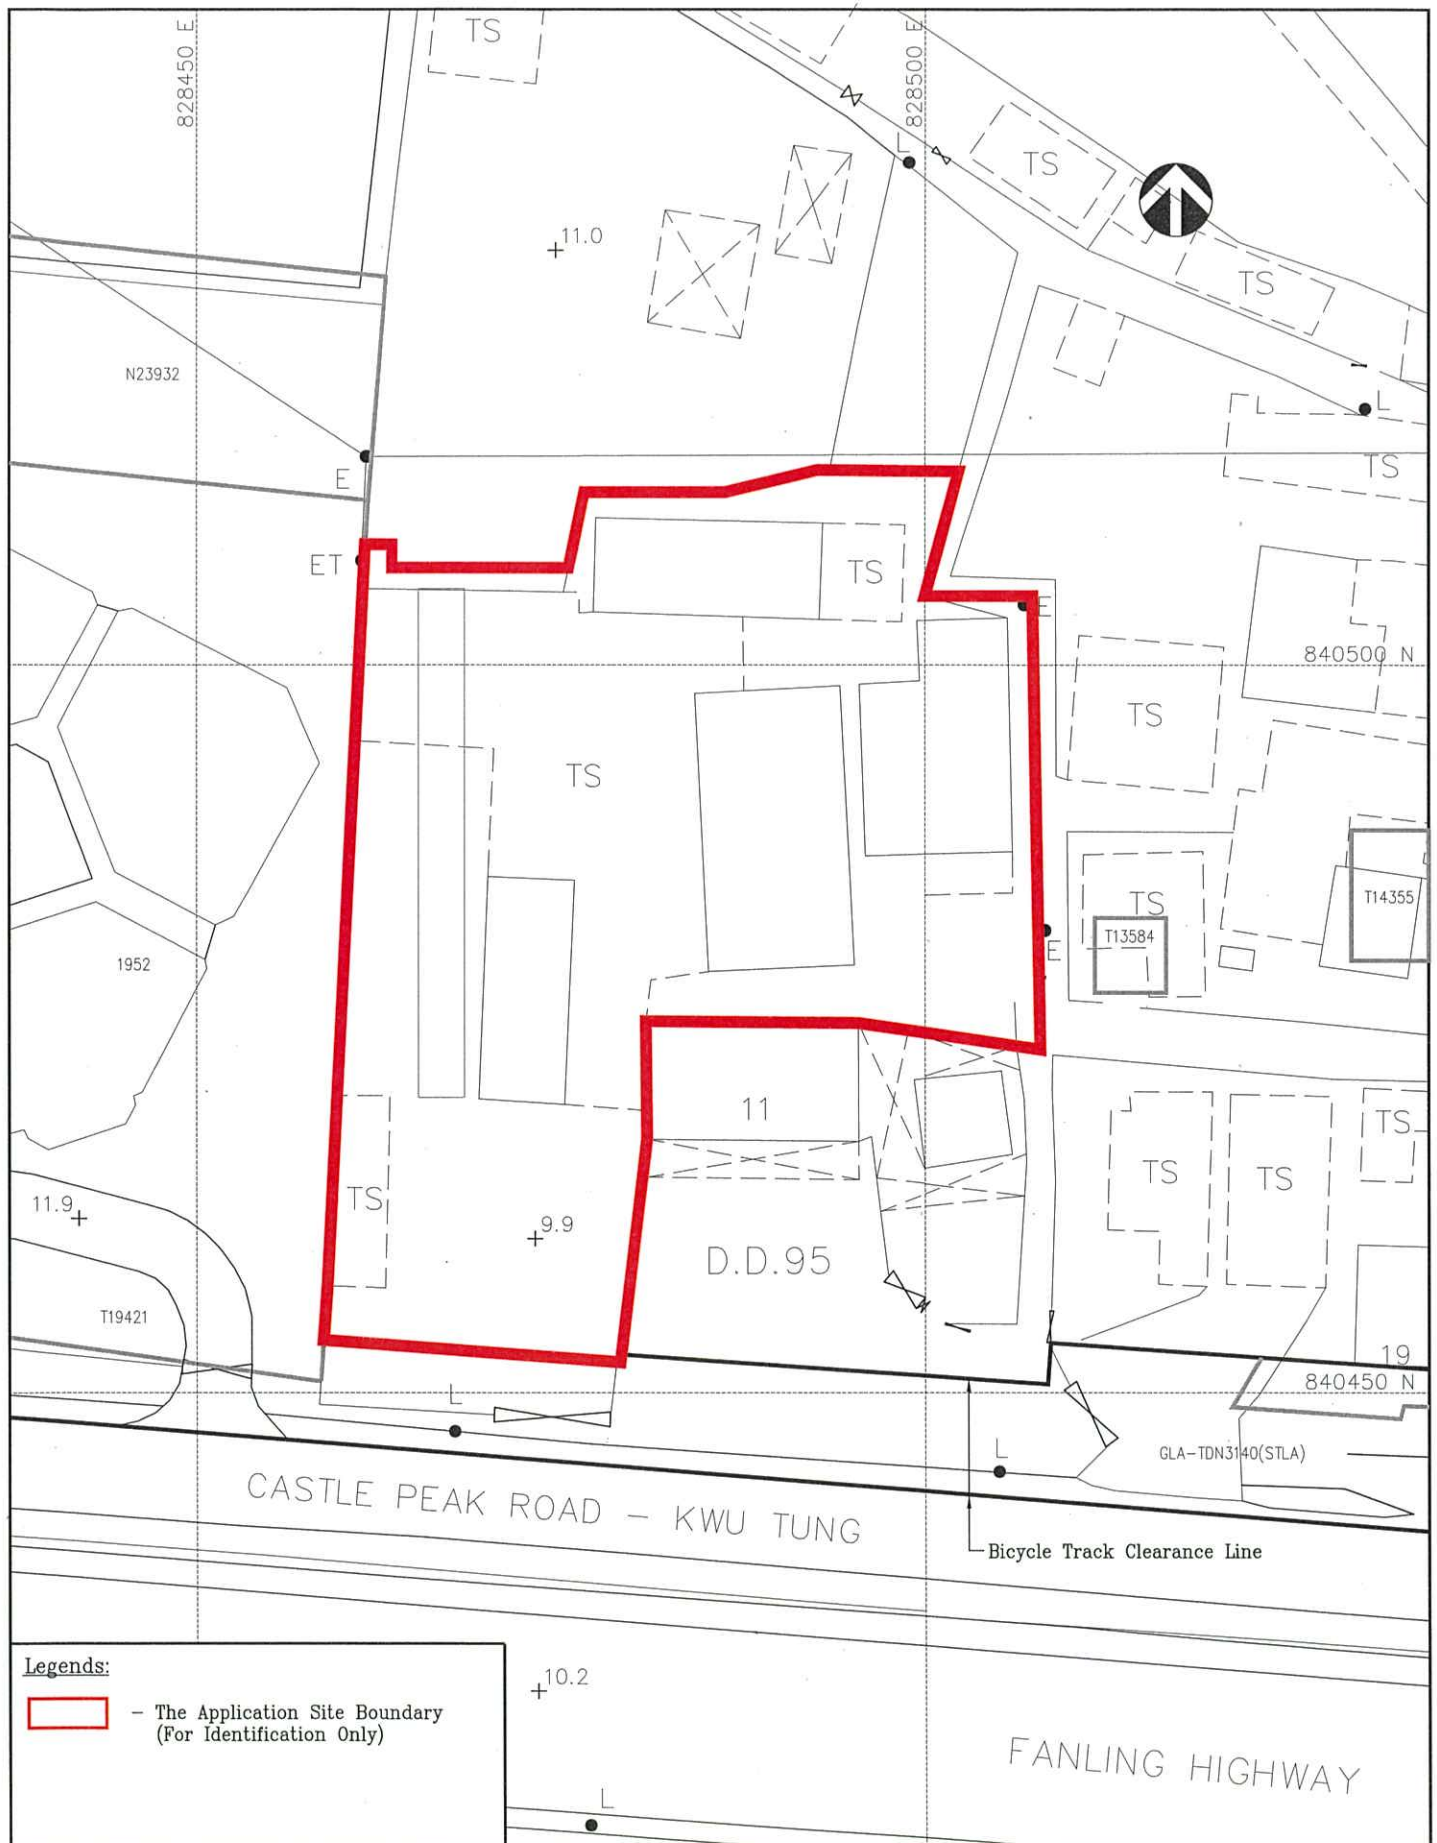 TS
828450 E
828500 E
L
TS
11.0
TS
N23932
L
E
TS
ET
TS
E
840500 N
TS
TS
T14355
TS
T13584
E
1952
11
TS
TS
TS
TS
11.9
9.9
D.D.95
T19421
19
840450 N
L
L
GLA-TDN3140(STLA)
CASTLE PEAK ROAD - KWU TUNG
Bicycle Track Clearance Line
Legends:
- The Application Site Boundary
(For Identification Only)
10.2
FANLING HIGHWAY
L